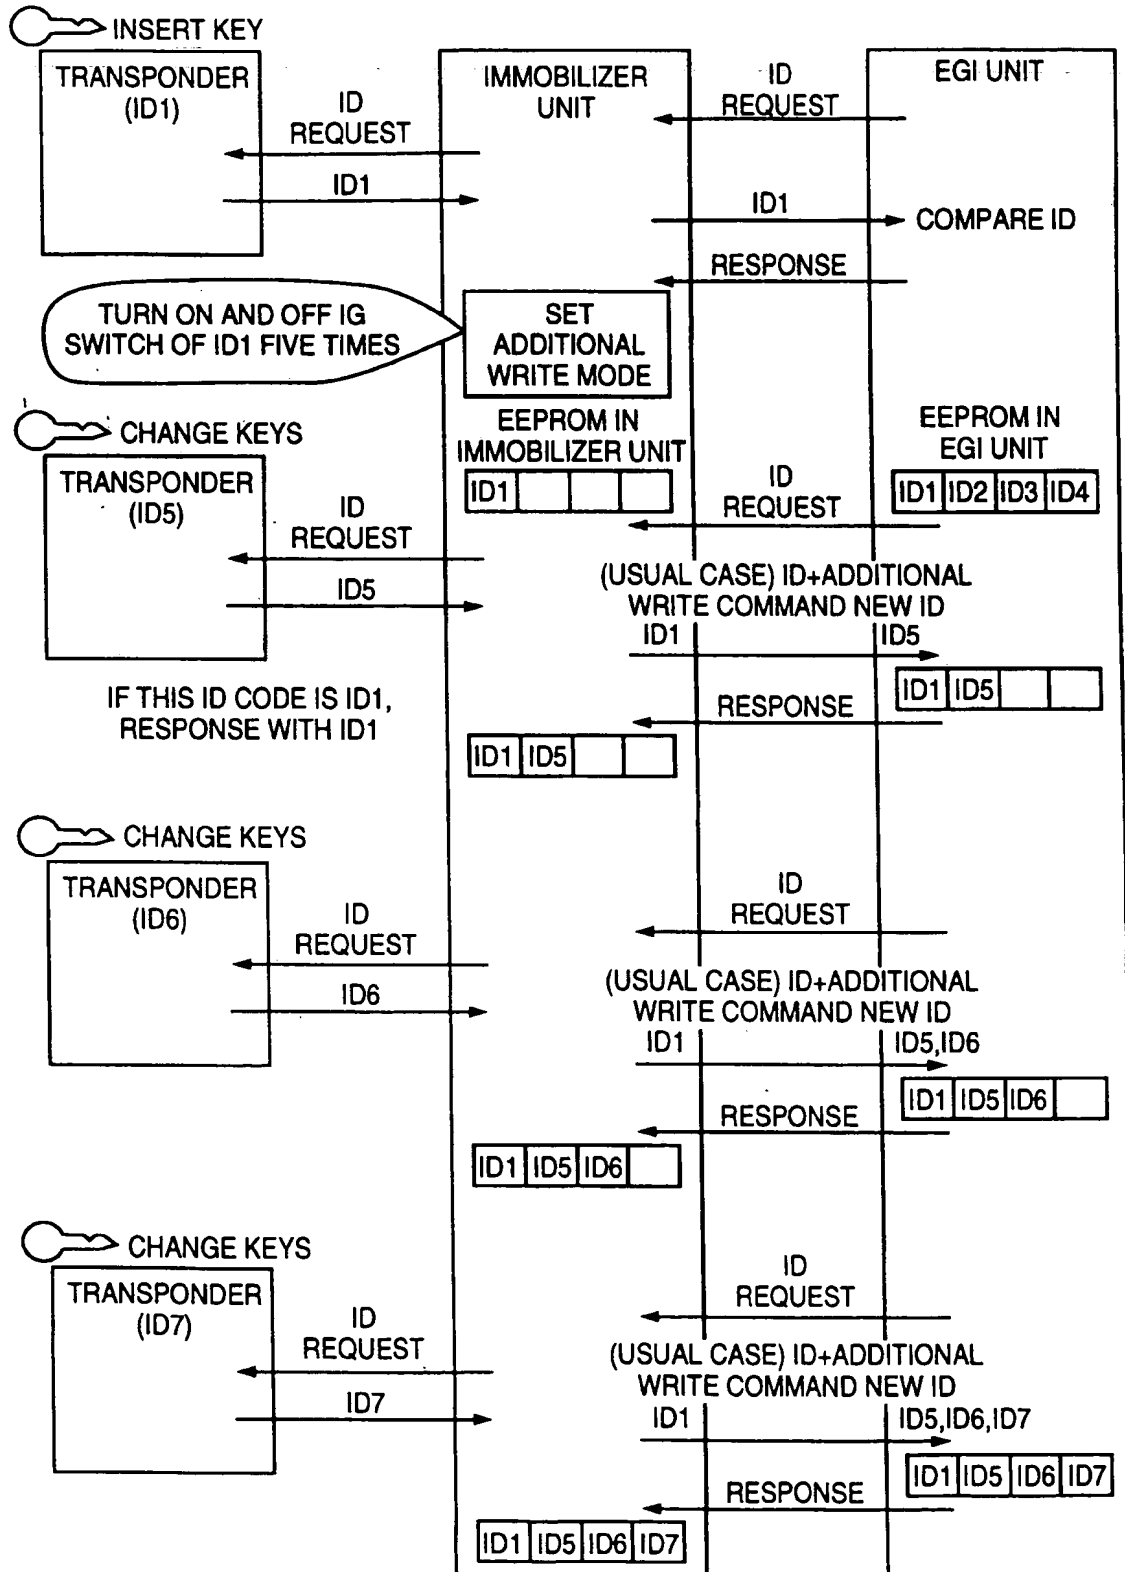 INSERT KEY
TRANSPONDER
(ID1)
IMMOBILIZER
UNIT
EGI UNIT
ID
REQUEST
ID
REQUEST
ID1
ID1
COMPARE ID
RESPONSE
TURN ON AND OFF IG
SWITCH OF ID1 FIVE TIMES
SET
ADDITIONAL
WRITE MODE
CHANGE KEYS
EEPROM IN
IMMOBILIZER UNIT
EEPROM IN
EGI UNIT
TRANSPONDER
(ID5)
ID1
ID1 ID2 ID3 ID4
ID
REQUEST
ID
REQUEST
ID5
(USUAL CASE) ID+ADDITIONAL
WRITE COMMAND NEW ID
ID1 ID5
ID1 ID5
IF THIS ID CODE IS ID1,
RESPONSE WITH ID1
RESPONSE
ID1 ID5
CHANGE KEYS
TRANSPONDER
(ID6)
ID
REQUEST
ID
REQUEST
ID6
(USUAL CASE) ID+ADDITIONAL
WRITE COMMAND NEW ID
ID1 ID5,ID6
ID1 ID5 ID6
RESPONSE
ID1 ID5 ID6
CHANGE KEYS
TRANSPONDER
(ID7)
ID
REQUEST
ID
REQUEST
ID7
(USUAL CASE) ID+ADDITIONAL
WRITE COMMAND NEW ID
ID1 ID5,ID6,ID7
ID1 ID5 ID6 ID7
RESPONSE
ID1 ID5 ID6 ID7